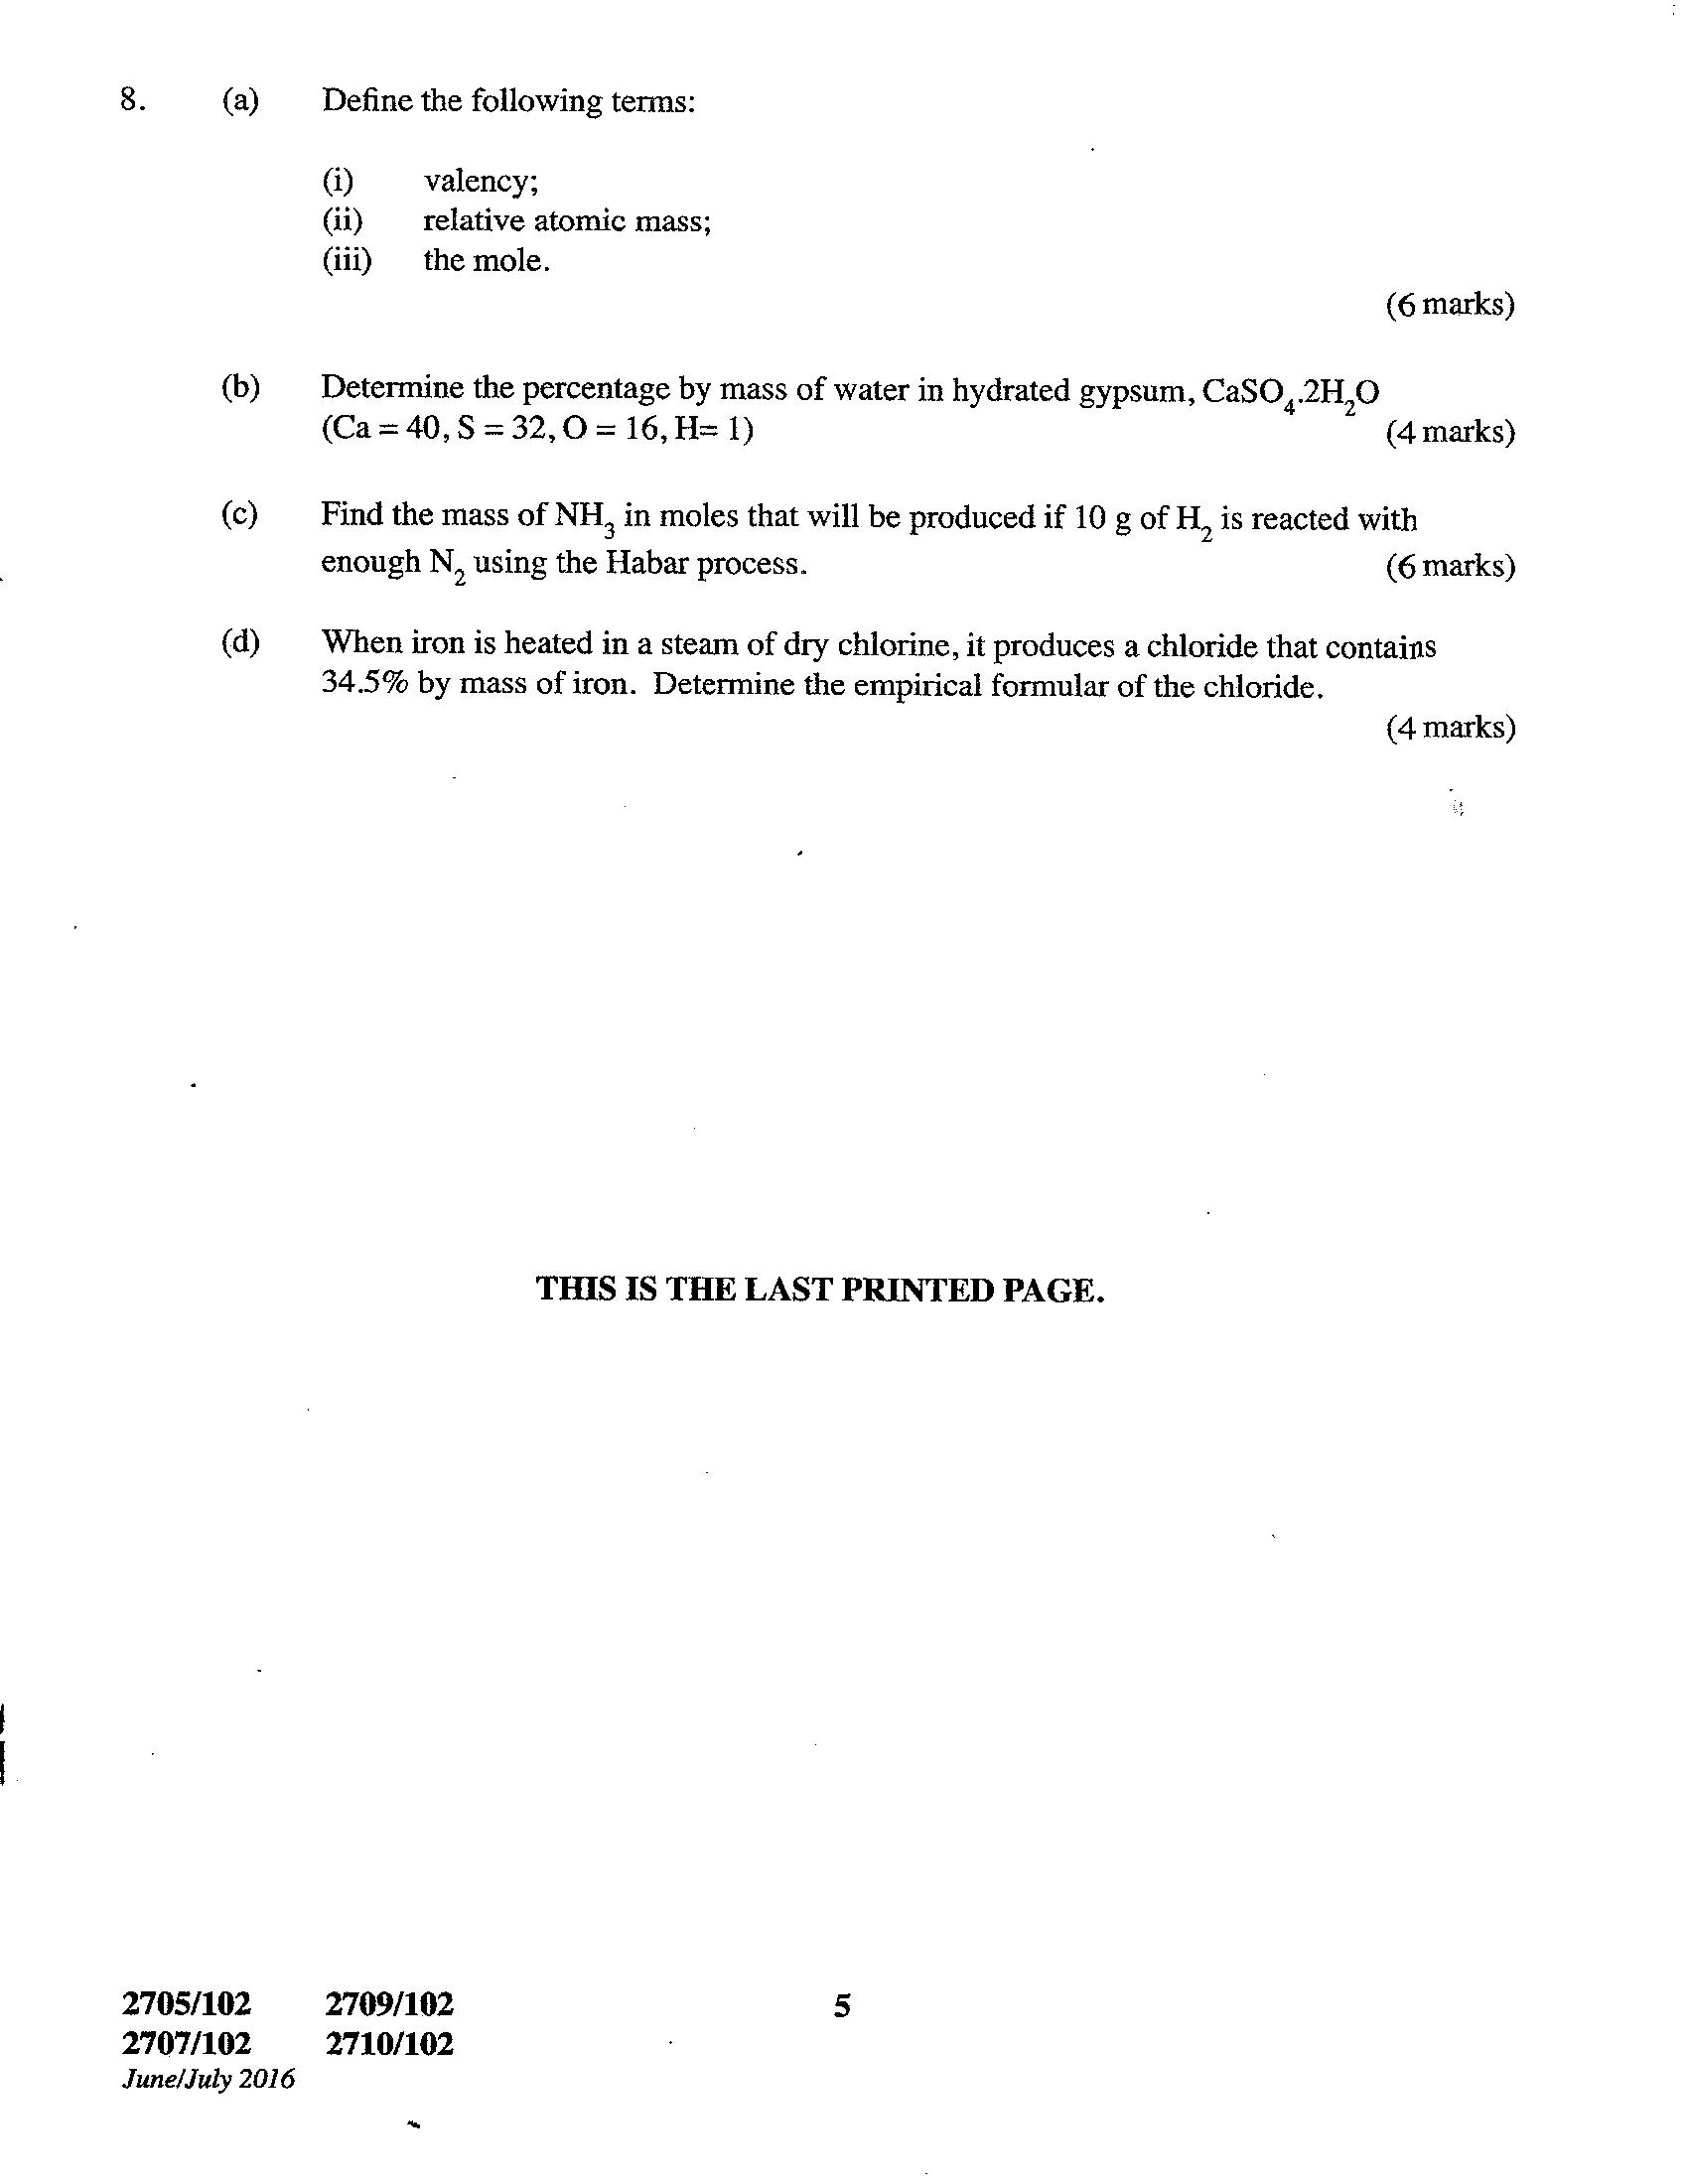 8. (a) Define the following terms:
(i) valency;
(ii) relative atomic mass;
(iii) the mole.
(6 marks)
(b) Determine the percentage by mass of water in hydrated gypsum, CaSO₄.2H₂O
(Ca = 40, S = 32, O = 16, H= 1) (4 marks)
(c) Find the mass of NH₃ in moles that will be produced if 10 g of H₂ is reacted with
enough N₂ using the Habar process. (6 marks)
(d) When iron is heated in a steam of dry chlorine, it produces a chloride that contains
34.5% by mass of iron. Determine the empirical formular of the chloride.
(4 marks)
THIS IS THE LAST PRINTED PAGE.
2705/102 2709/102 5
2707/102 2710/102
June/July 2016